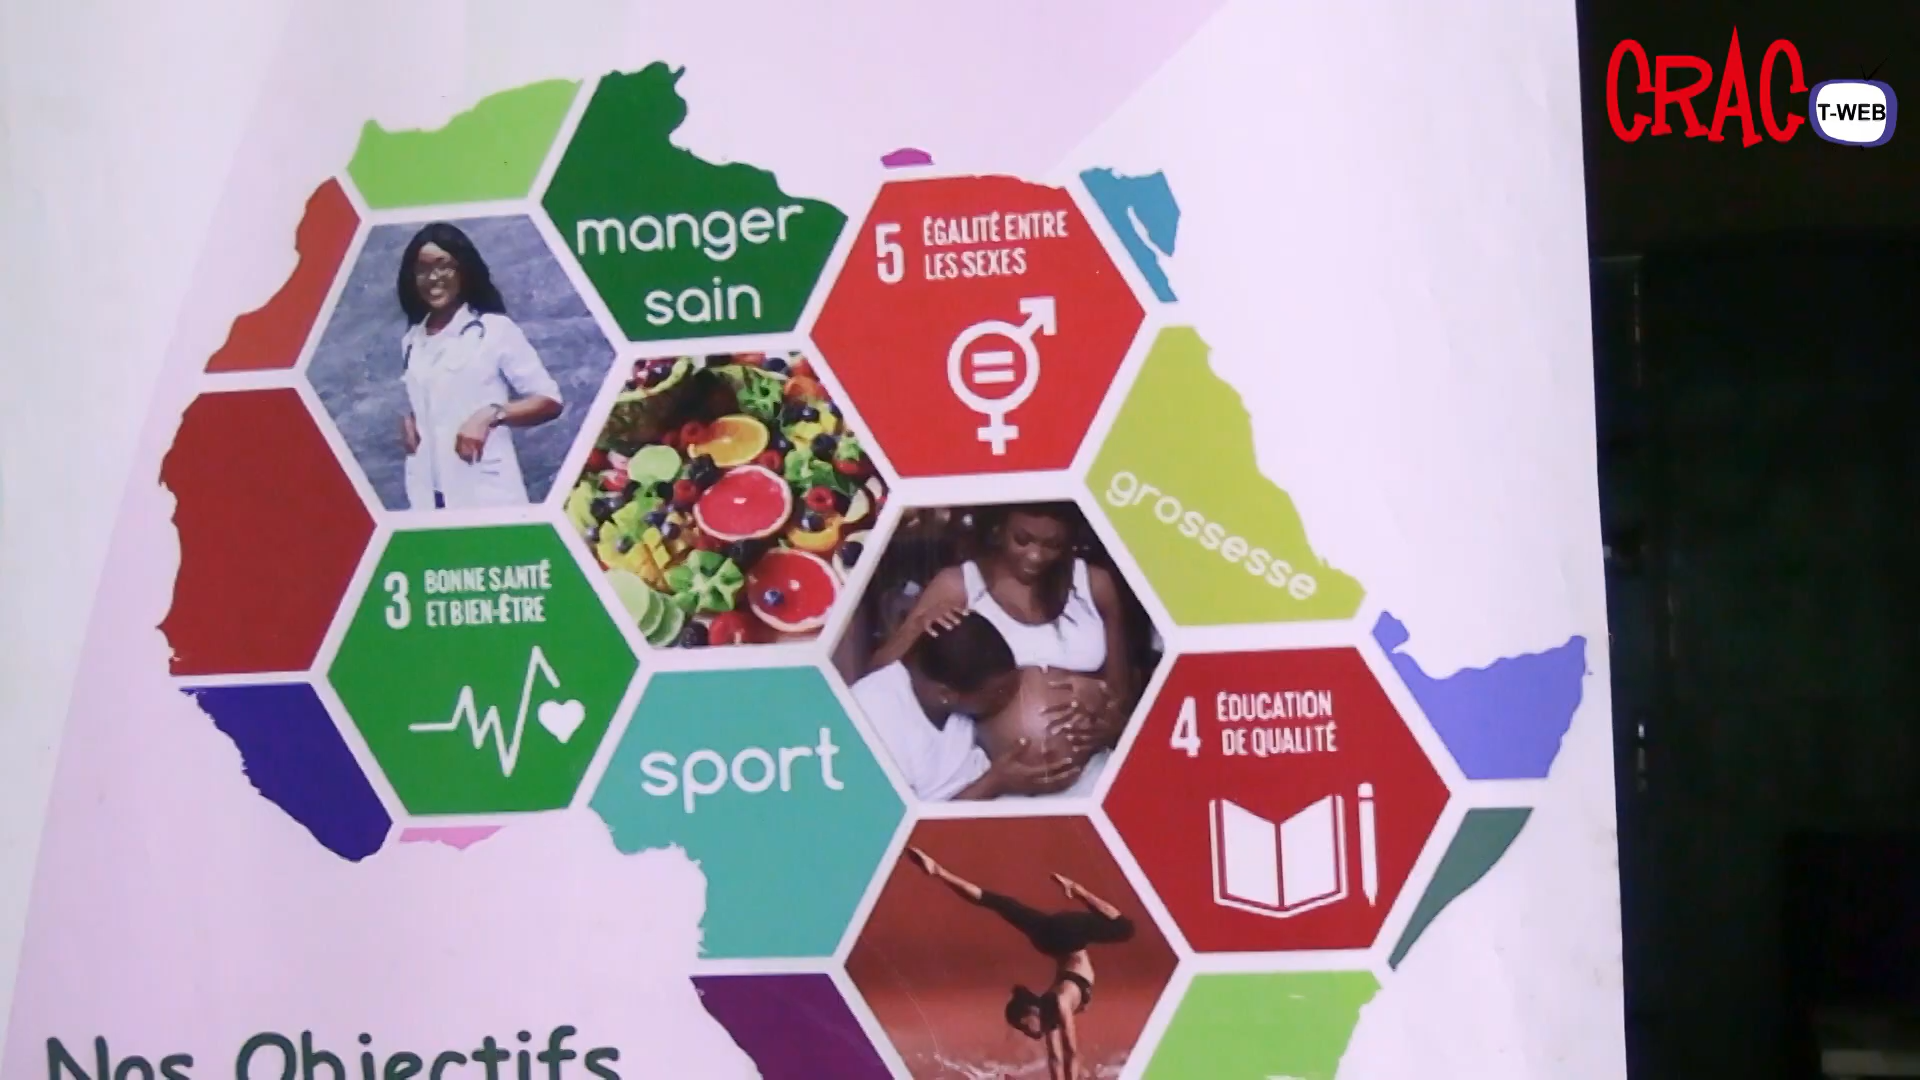 CRAC
T-WEB
manger
sain
5 ÉGALITÉ ENTRE
LES SEXES
grossesse
3 BONNE SANTÉ
ET BIEN-ÊTRE
4 ÉDUCATION
DE QUALITÉ
sport
Nos Objectifs